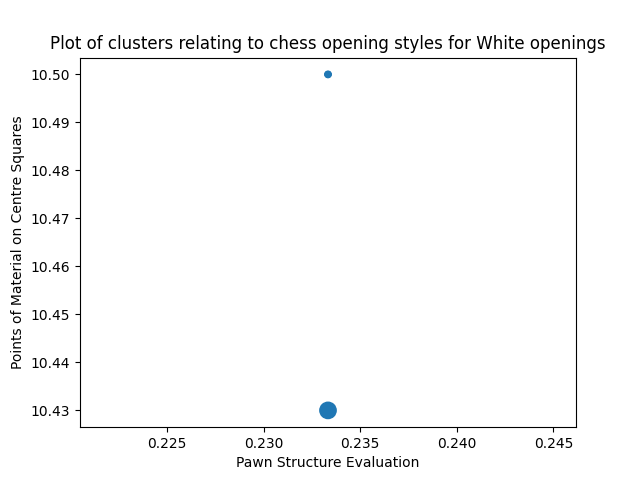 Plot of clusters relating to chess opening styles for White openings
10.50
10.49
10.48
10.47
10.46
10.45
10.44
10.43
Points of Material on Centre Squares
0.225 0.230 0.235 0.240 0.245
Pawn Structure Evaluation